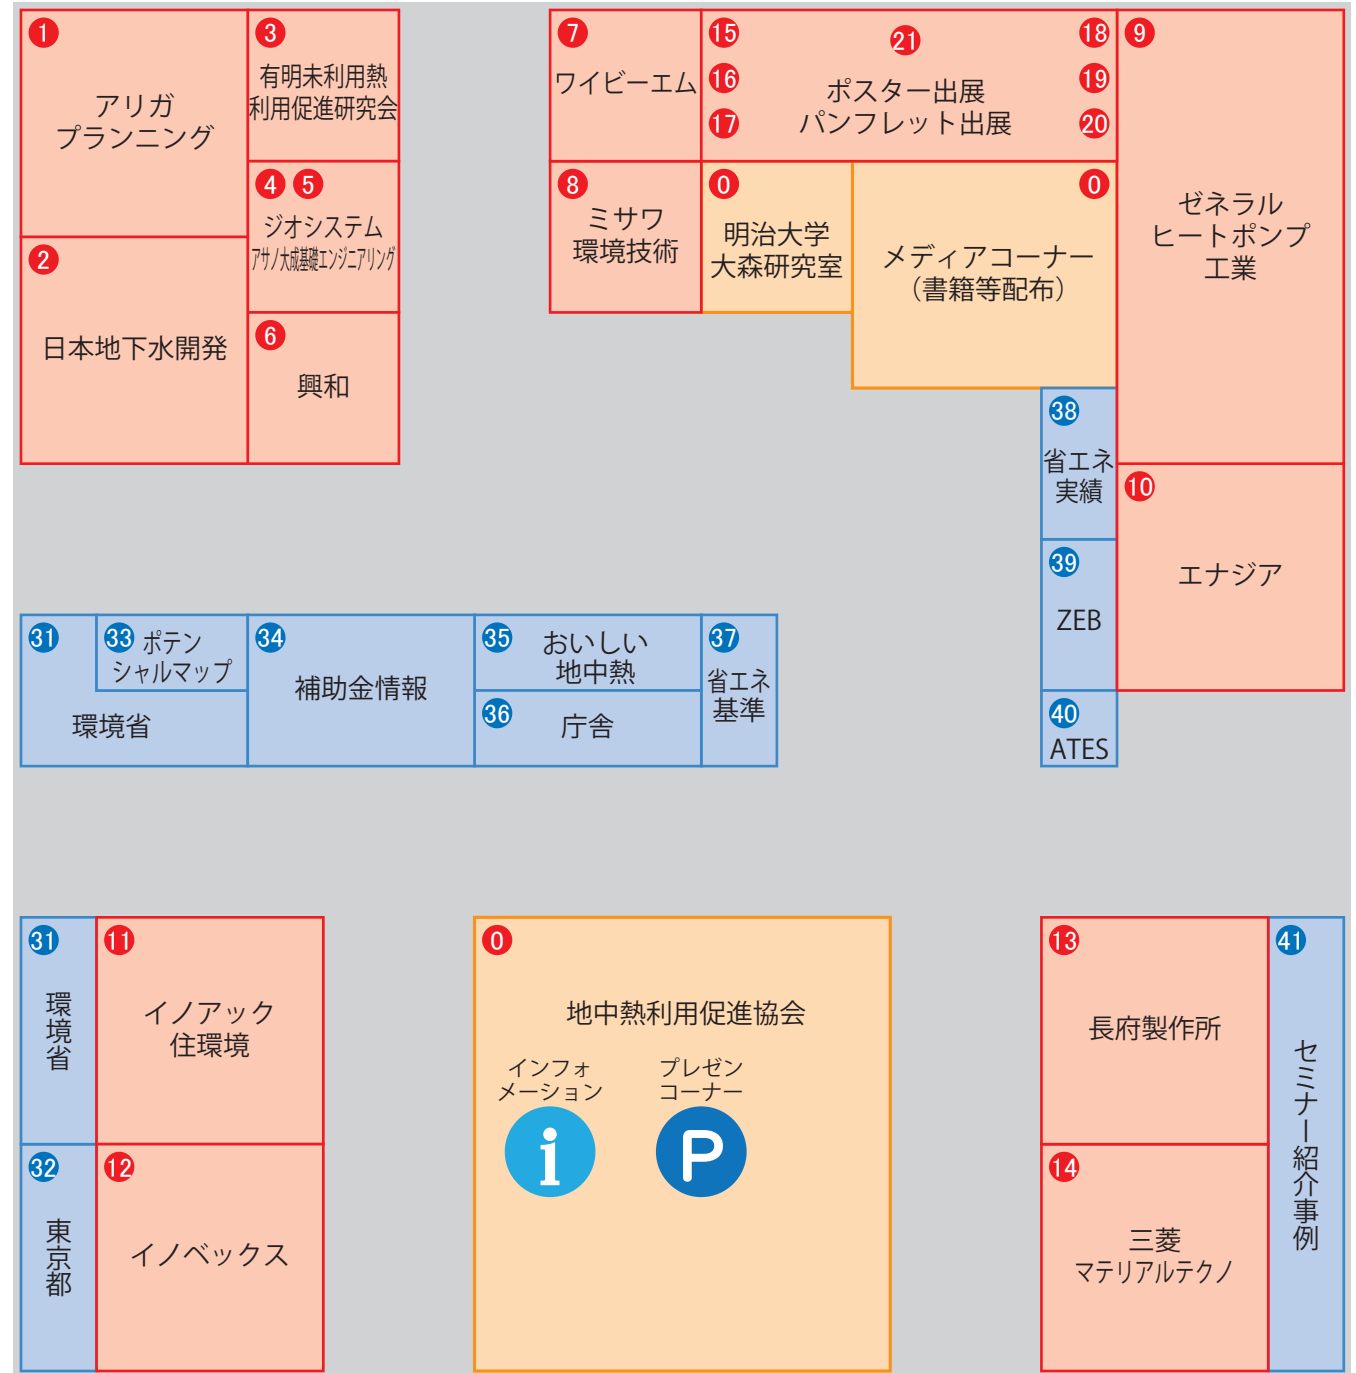 1
アリガ
プランニング
3
有明未利用熱
利用促進研究会
2
日本地下水開発
4 5
ジオシステム
アサノ大成基礎エンジニアリング
6
興和
7
ワイビーエム
15
16
17
21
18
19
20
ポスター出展
パンフレット出展
8
ミサワ
環境技術
0
明治大学
大森研究室
0
メディアコーナー
（書籍等配布）
9
ゼネラル
ヒートポンプ
工業
38
省エネ
実績
10
エナジア
39
ZEB
40
ATES
31
環境省
33 ポテン
シャルマップ
34
補助金情報
35
おいしい
地中熱
36
庁舎
37
省エネ
基準
31
環境省
11
イノアック
住環境
32
東京都
12
イノベックス
0
地中熱利用促進協会
インフォ
メーション
i
プレゼン
コーナー
P
13
長府製作所
14
三菱
マテリアルテクノ
41
セミナー紹介事例